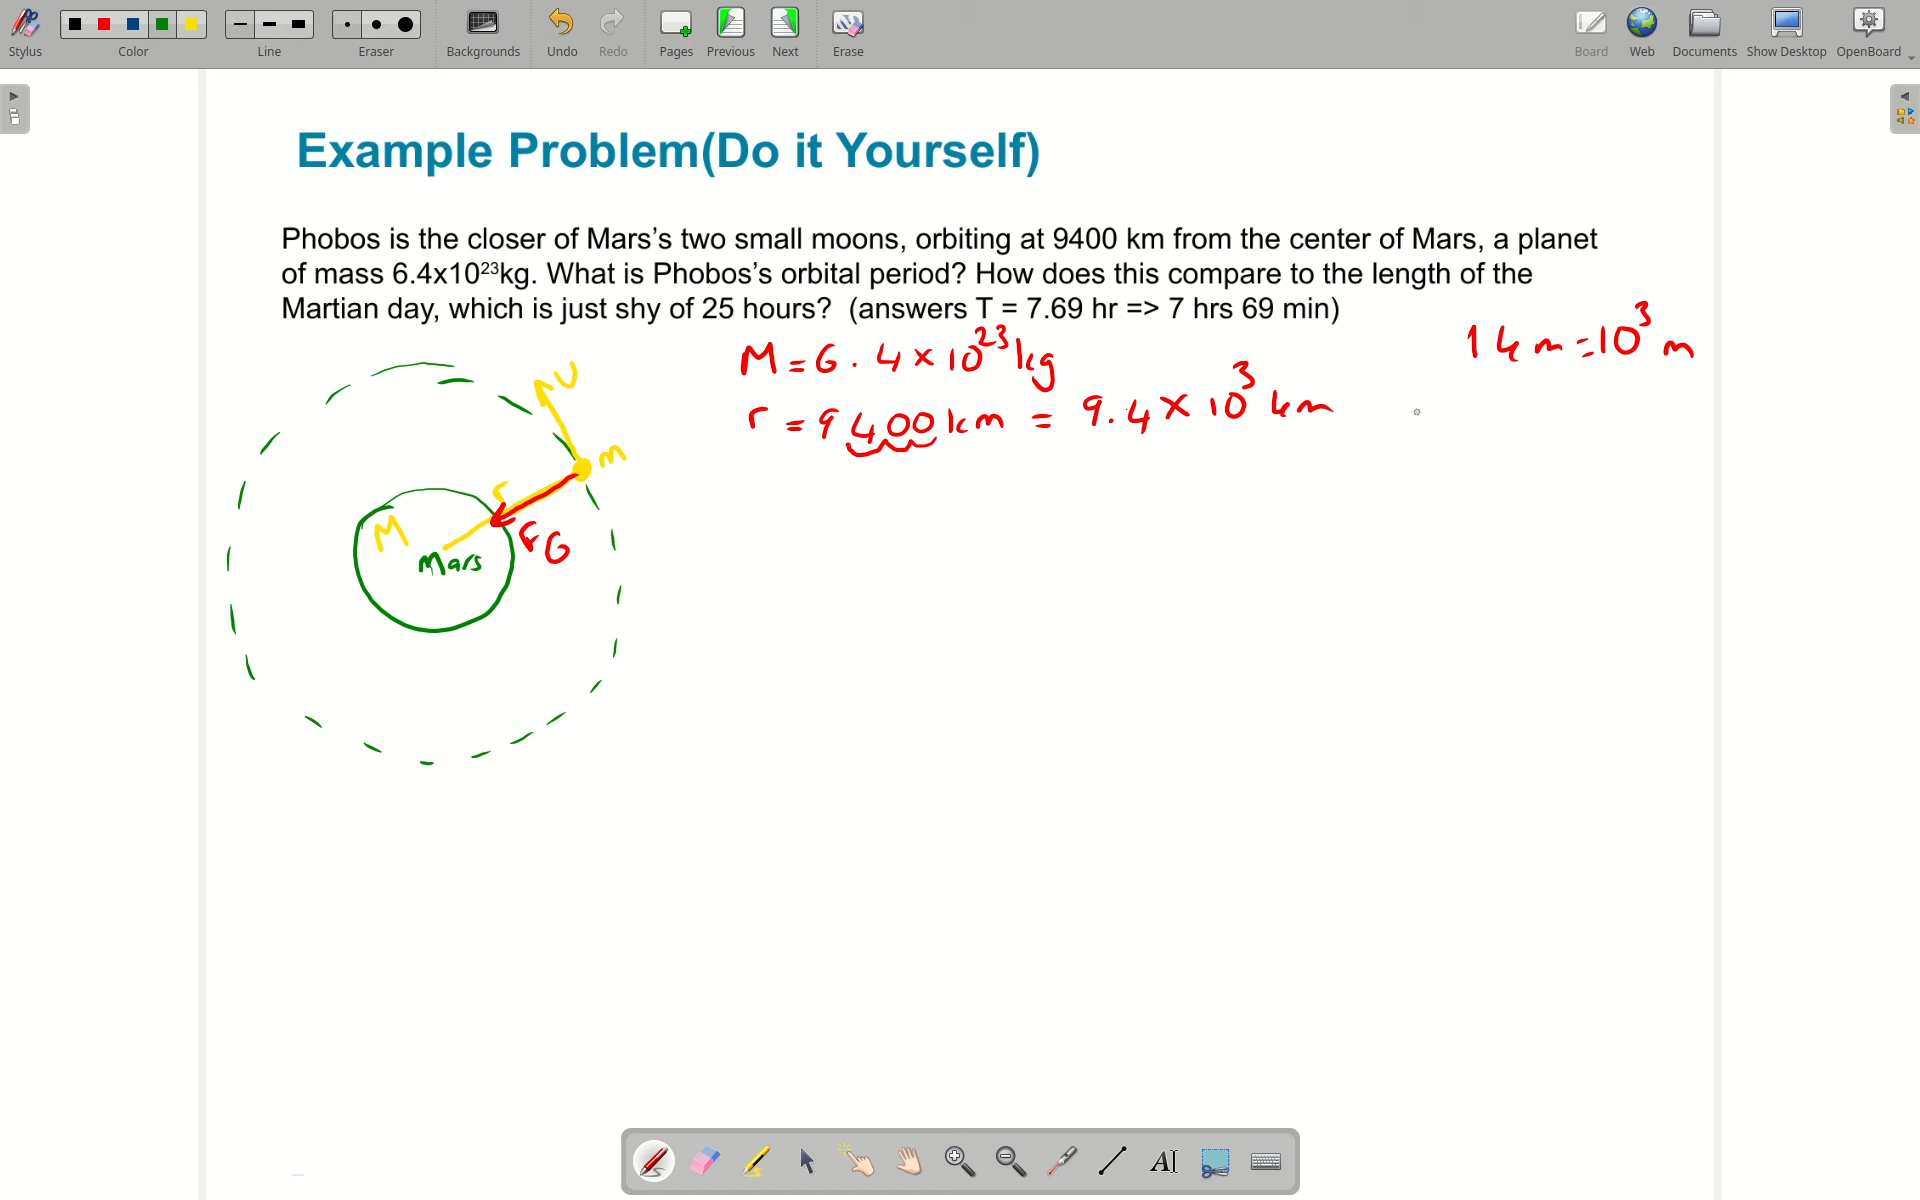 Stylus Color Line Eraser Backgrounds Undo Redo Pages Previous Next Erase Board Web Documents Show Desktop OpenBoard
Example Problem(Do it Yourself)
Phobos is the closer of Mars’s two small moons, orbiting at 9400 km from the center of Mars, a planet
of mass 6.4x10²³kg. What is Phobos’s orbital period? How does this compare to the length of the
Martian day, which is just shy of 25 hours? (answers T = 7.69 hr => 7 hrs 69 min)
1 km = 10³ m
M = 6.4 × 10²³ kg
r = 9400 km = 9.4 × 10³ km
v
m
r
M
F_G
Mars